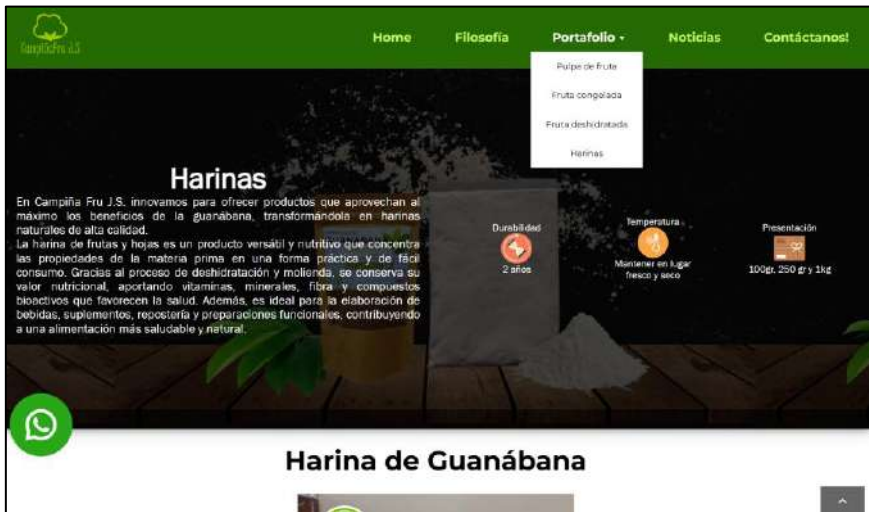 CampiñaFru J.S
Home
Filosofía
Portafolio
Noticias
Contáctanos!
Pulpa de fruta
Fruta congelada
Fruta deshidratada
Harinas
Harinas
En Campiña Fru J.S. innovamos para ofrecer productos que aprovechan al
máximo los beneficios de la guanábana, transformándola en harinas
naturales de alta calidad.
La harina de frutas y hojas es un producto versátil y nutritivo que concentra
las propiedades de la materia prima en una forma práctica y de fácil
consumo. Gracias al proceso de deshidratación y molienda, se conserva su
valor nutricional, aportando vitaminas, minerales, fibra y compuestos
bioactivos que favorecen la salud. Además, es ideal para la elaboración de
bebidas, suplementos, repostería y preparaciones funcionales, contribuyendo
a una alimentación más saludable y natural.
Durabilidad
2 años
Temperatura
Mantener en lugar
fresco y seco
Presentación
100gr, 250 gr y 1kg
Harina de Guanábana